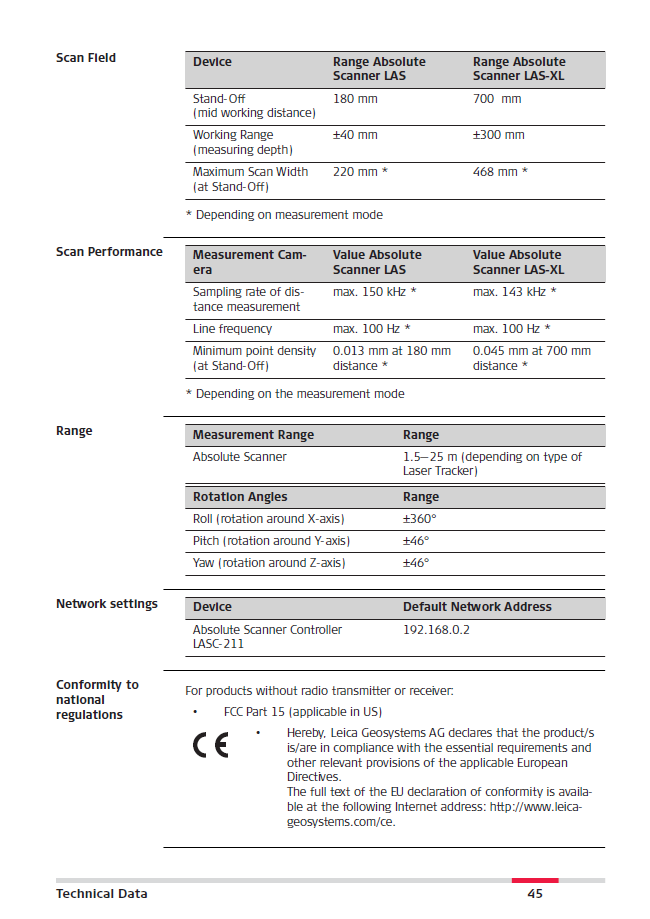 Scan Field
Device Range Absolute Range Absolute
Scanner LAS Scanner LAS-XL
Stand-Off 180 mm 700 mm
(mid working distance)
Working Range ±40 mm ±300 mm
(measuring depth)
Maximum Scan Width 220 mm * 468 mm *
(at Stand-Off)
* Depending on measurement mode
Scan Performance
Measurement Cam- Value Absolute Value Absolute
era Scanner LAS Scanner LAS-XL
Sampling rate of dis- max. 150 kHz * max. 143 kHz *
tance measurement
Line frequency max. 100 Hz * max. 100 Hz *
Minimum point density 0.013 mm at 180 mm 0.045 mm at 700 mm
(at Stand-Off) distance * distance *
* Depending on the measurement mode
Range
Measurement Range Range
Absolute Scanner 1.5—25 m (depending on type of
Laser Tracker)
Rotation Angles Range
Roll (rotation around X-axis) ±360°
Pitch (rotation around Y-axis) ±46°
Yaw (rotation around Z-axis) ±46°
Network settings
Device Default Network Address
Absolute Scanner Controller 192.168.0.2
LASC-211
Conformity to
national
regulations
For products without radio transmitter or receiver:
• FCC Part 15 (applicable in US)
CE • Hereby, Leica Geosystems AG declares that the product/s
is/are in compliance with the essential requirements and
other relevant provisions of the applicable European
Directives.
The full text of the EU declaration of conformity is availa-
ble at the following Internet address: http://www.leica-
geosystems.com/ce.
Technical Data 45